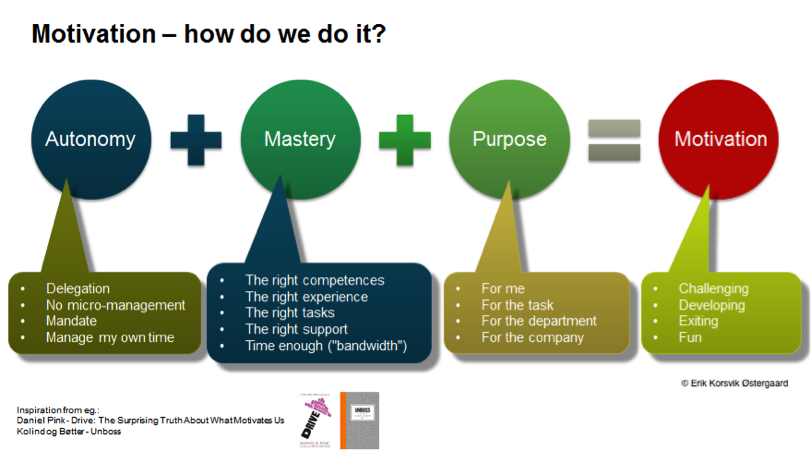 Motivation – how do we do it?
Autonomy
Mastery
Purpose
Motivation
• Delegation
• No micro-management
• Mandate
• Manage my own time
• The right competences
• The right experience
• The right tasks
• The right support
• Time enough ("bandwidth")
• For me
• For the task
• For the department
• For the company
• Challenging
• Developing
• Exiting
• Fun
© Erik Korsvik Østergaard
Inspiration from eg.:
Daniel Pink - Drive: The Surprising Truth About What Motivates Us
Kolind og Bøtter - Unboss
DRIVE
DANIEL H. PINK
UNBOSS